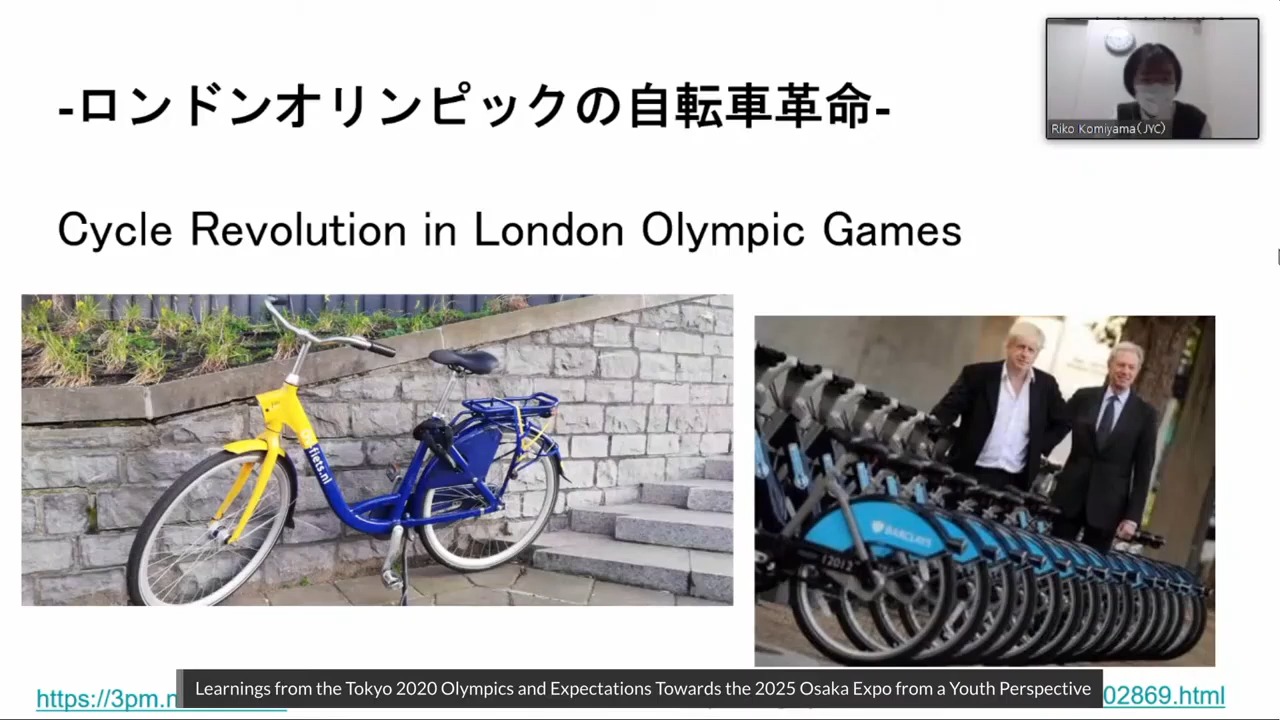 -ロンドンオリンピックの自転車革命-
Riko Komiyama(JYC)
Cycle Revolution in London Olympic Games
fiets.nl
BARCLAYS
12012
Learnings from the Tokyo 2020 Olympics and Expectations Towards the 2025 Osaka Expo from a Youth Perspective
https://3pm.n
02869.html